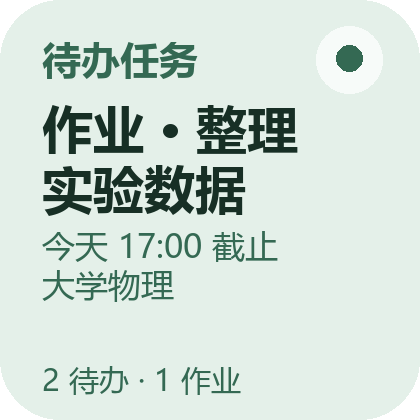 待办任务
作业·整理
实验数据
今天 17:00 截止
大学物理
2 待办 · 1 作业